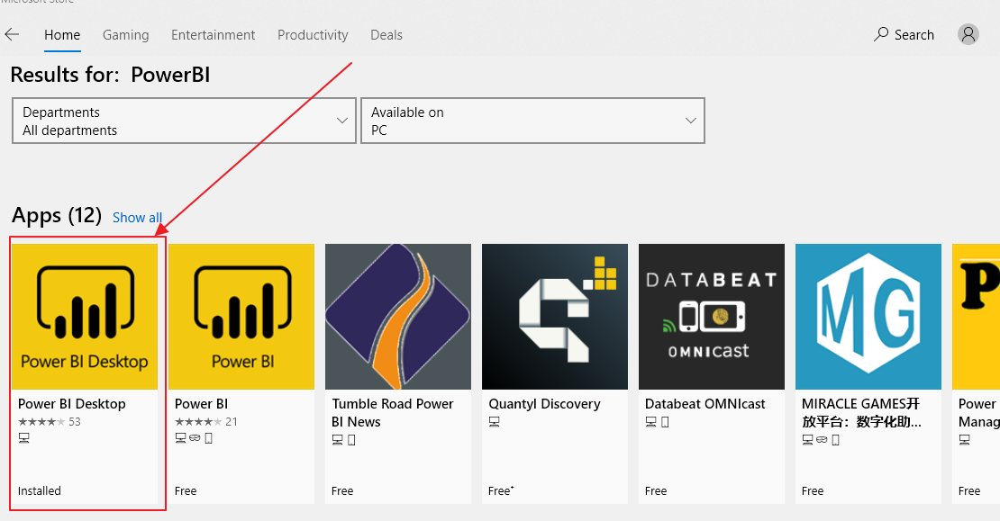 Microsoft Store
Home Gaming Entertainment Productivity Deals Search
Results for: PowerBI
Departments
All departments
Available on
PC
Apps (12) Show all
Power BI Desktop
Power BI Desktop
53
Installed
Power BI
Power BI
21
Free
Tumble Road Power
BI News
Free
Quantyl Discovery
Free+
DATABEAT
OMNICAST
Databeat OMNIcast
Free
MG
MIRACLE GAMES开
放平台：数字化助...
Free
P
Power
Manag
Free